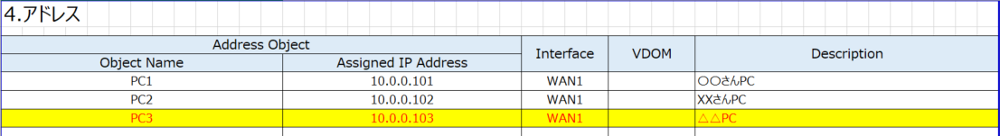 4.アドレス
Address Object Interface VDOM Description
Object Name Assigned IP Address
PC1 10.0.0.101 WAN1 〇〇さんPC
PC2 10.0.0.102 WAN1 XXさんPC
PC3 10.0.0.103 WAN1 △△PC